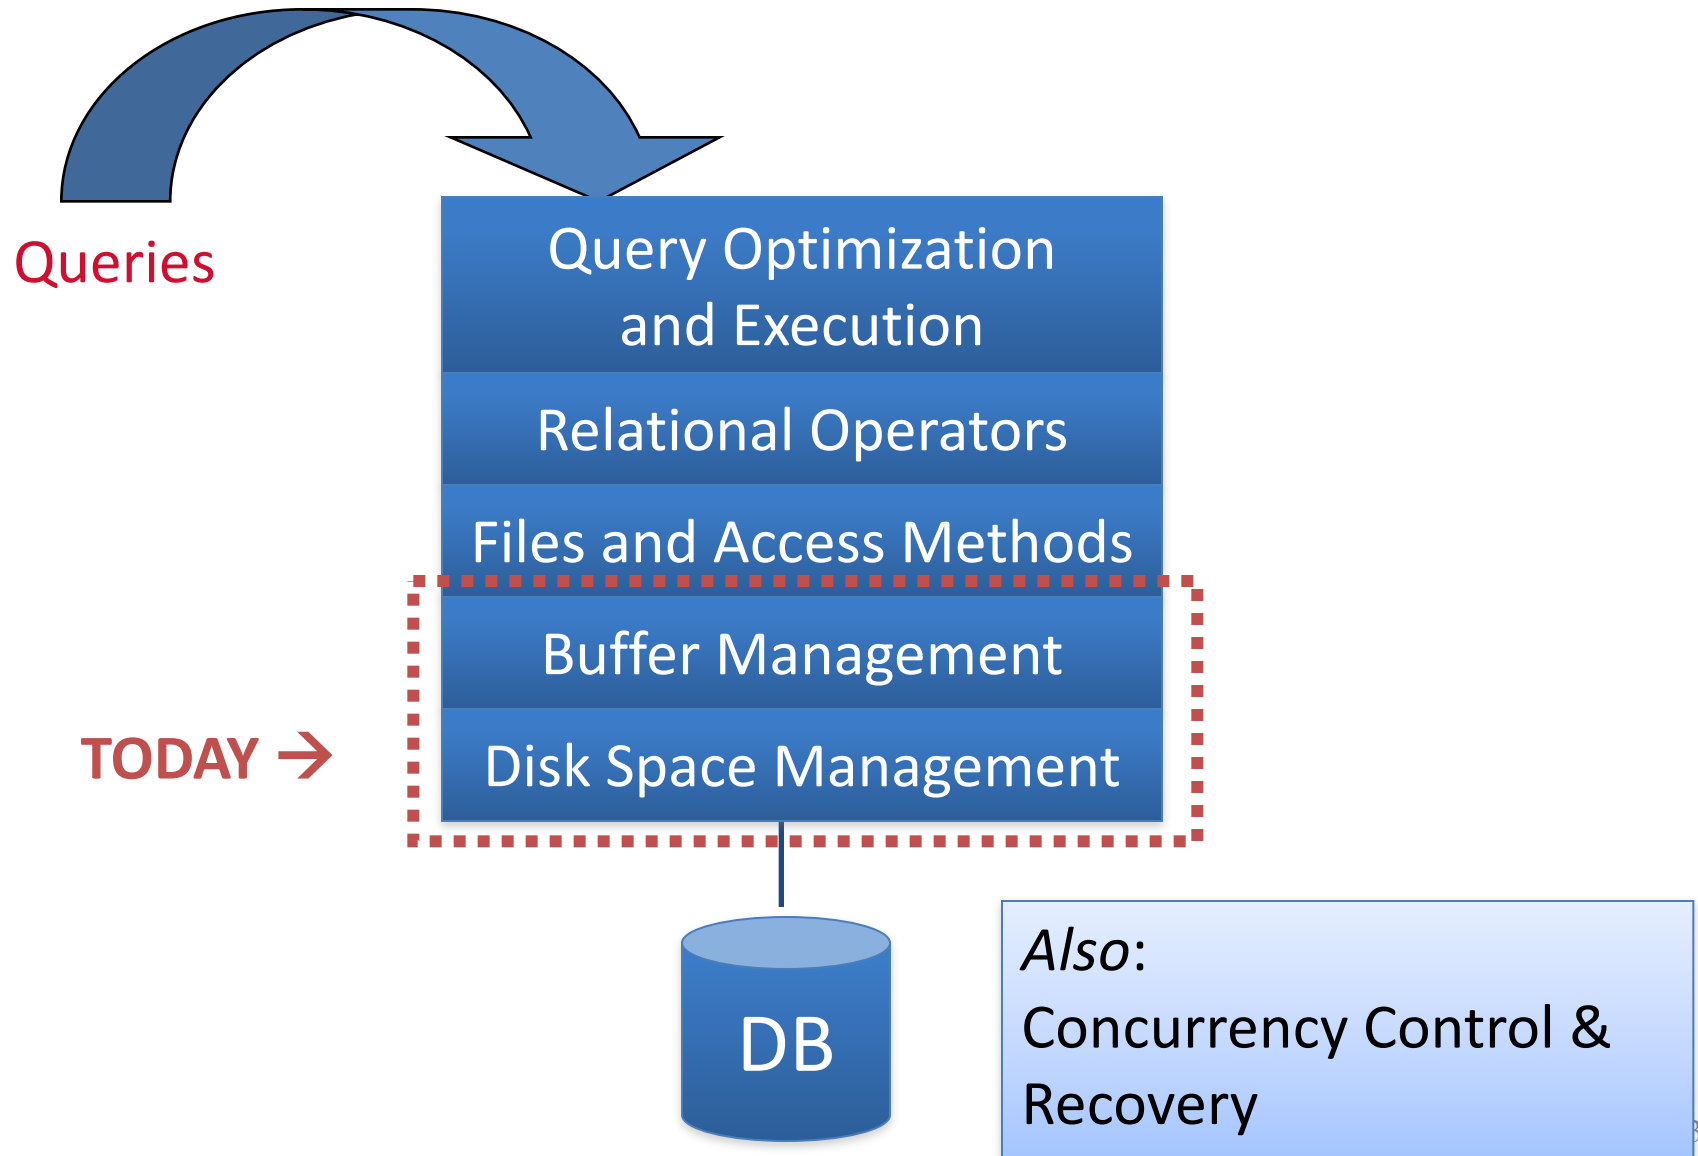 Queries
Query Optimization
and Execution
Relational Operators
Files and Access Methods
Buffer Management
TODAY →
Disk Space Management
DB
Also:
Concurrency Control &
Recovery